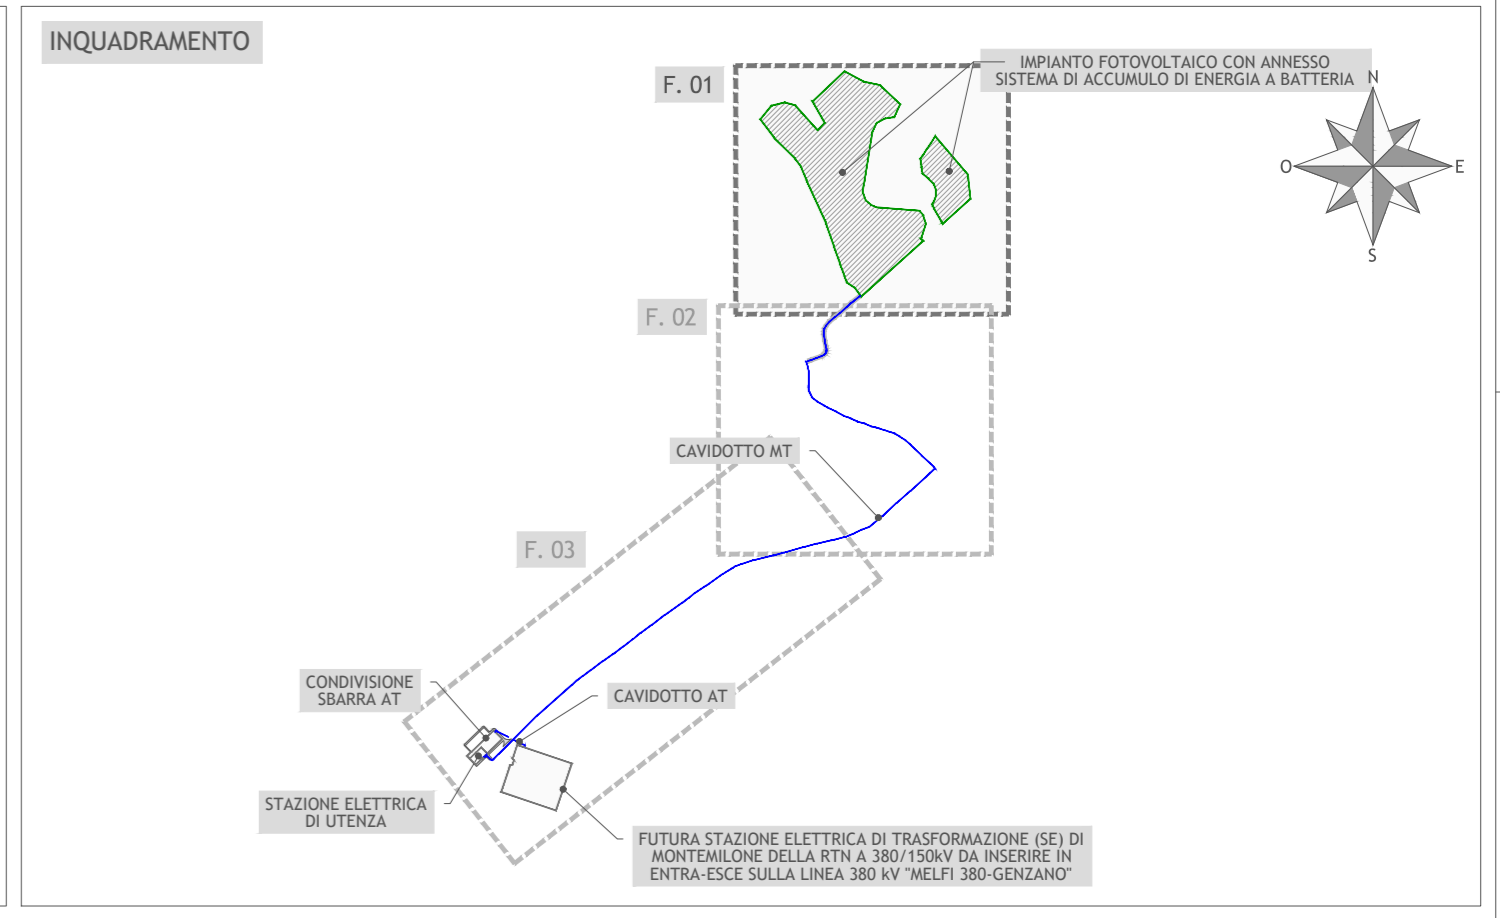 INQUADRAMENTO
F. 01
IMPIANTO FOTOVOLTAICO CON ANNESSO
SISTEMA DI ACCUMULO DI ENERGIA A BATTERIA
N
O
E
S
F. 02
CAVIDOTTO MT
F. 03
CONDIVISIONE
SBARRA AT
CAVIDOTTO AT
STAZIONE ELETTRICA
DI UTENZA
FUTURA STAZIONE ELETTRICA DI TRASFORMAZIONE (SE) DI
MONTEMILONE DELLA RTN A 380/150kV DA INSERIRE IN
ENTRA-ESCE SULLA LINEA 380 kV "MELFI 380-GENZANO"